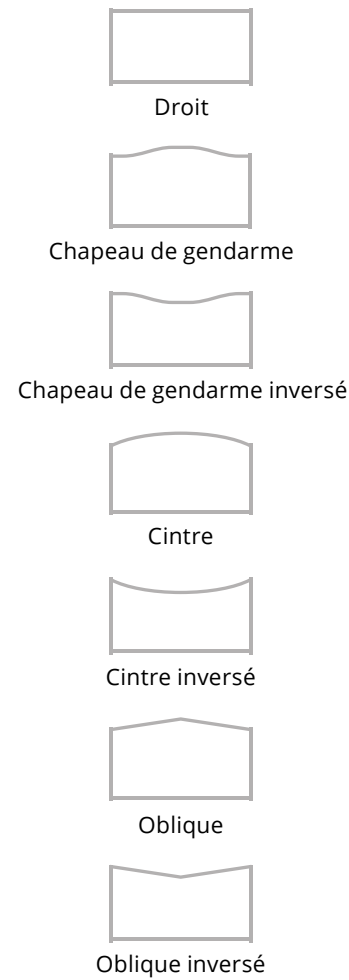 Droit
Chapeau de gendarme
Chapeau de gendarme inversé
Cintre
Cintre inversé
Oblique
Oblique inversé